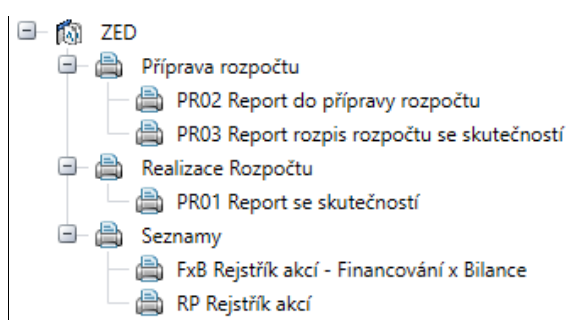 ZED
Příprava rozpočtu
PR02 Report do přípravy rozpočtu
PR03 Report rozpis rozpočtu se skutečností
Realizace Rozpočtu
PR01 Report se skutečností
Seznamy
FxB Rejstřík akcí - Financování x Bilance
RP Rejstřík akcí